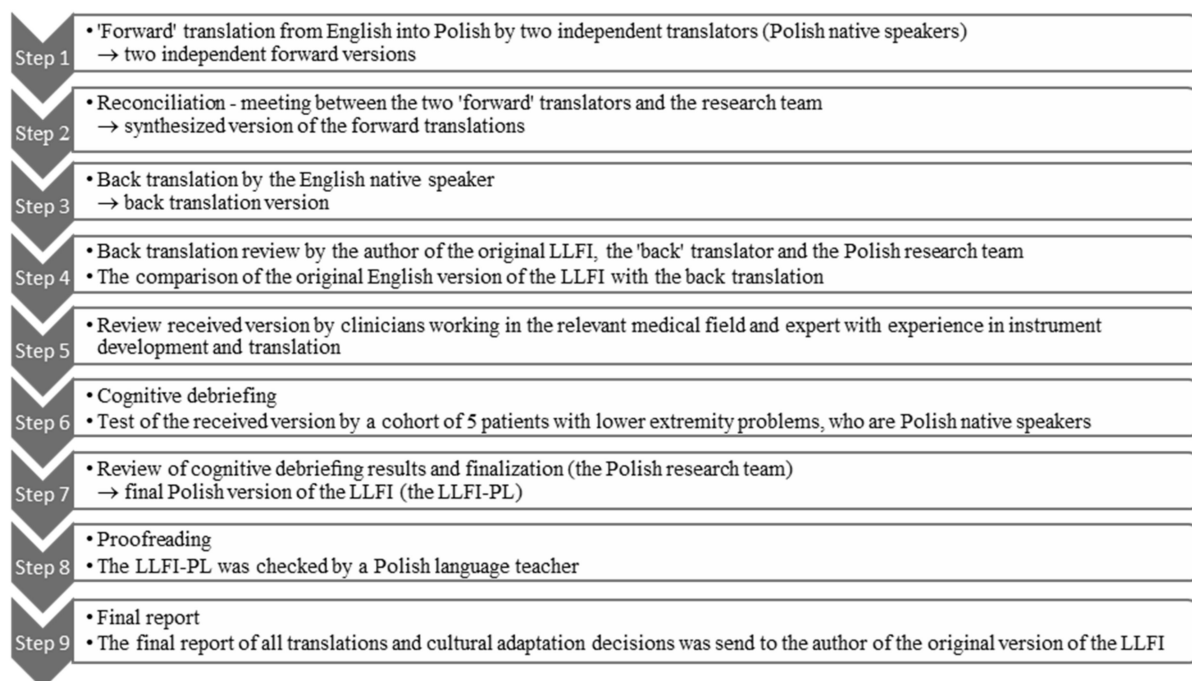 Step 1
• 'Forward' translation from English into Polish by two independent translators (Polish native speakers)
→ two independent forward versions
Step 2
• Reconciliation - meeting between the two 'forward' translators and the research team
→ synthesized version of the forward translations
Step 3
• Back translation by the English native speaker
→ back translation version
Step 4
• Back translation review by the author of the original LLFI, the 'back' translator and the Polish research team
• The comparison of the original English version of the LLFI with the back translation
Step 5
• Review received version by clinicians working in the relevant medical field and expert with experience in instrument
development and translation
Step 6
• Cognitive debriefing
• Test of the received version by a cohort of 5 patients with lower extremity problems, who are Polish native speakers
Step 7
• Review of cognitive debriefing results and finalization (the Polish research team)
→ final Polish version of the LLFI (the LLFI-PL)
Step 8
• Proofreading
• The LLFI-PL was checked by a Polish language teacher
Step 9
• Final report
• The final report of all translations and cultural adaptation decisions was send to the author of the original version of the LLFI